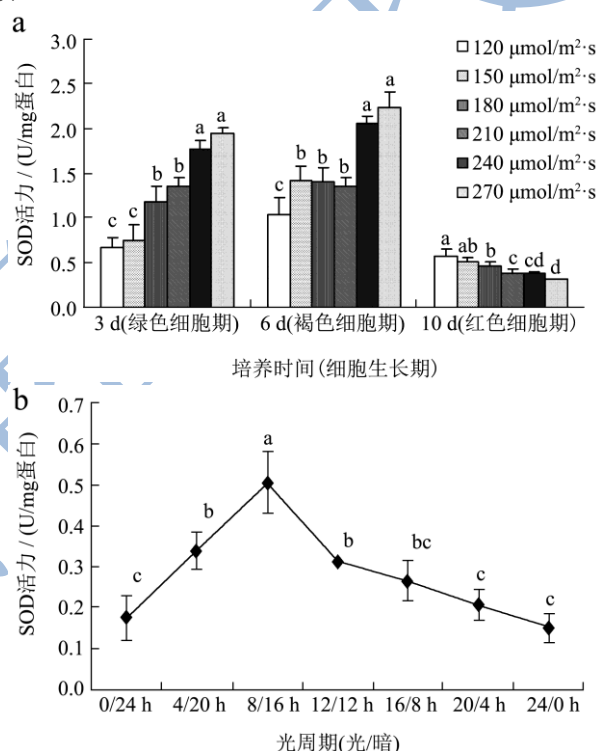 a
3.0
2.5
2.0
1.5
1.0
0.5
0.0
SOD活力 / (U/mg蛋白)
120 μmol/m²·s
150 μmol/m²·s
180 μmol/m²·s
210 μmol/m²·s
240 μmol/m²·s
270 μmol/m²·s
c c b b a a
c b b b a a
a ab b c cd d
3 d(绿色细胞期) 6 d(褐色细胞期) 10 d(红色细胞期)
培养时间(细胞生长期)
b
0.7
0.6
0.5
0.4
0.3
0.2
0.1
0.0
SOD活力 / (U/mg蛋白)
c b a b bc c c
0/24 h 4/20 h 8/16 h 12/12 h 16/8 h 20/4 h 24/0 h
光周期(光/暗)